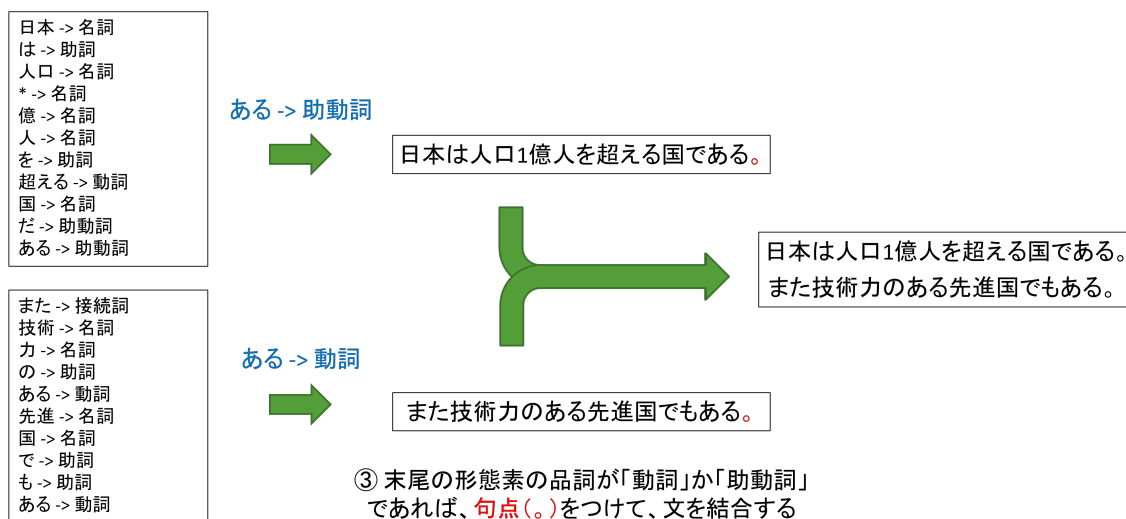 日本 -> 名詞
は -> 助詞
人口 -> 名詞
* -> 名詞
億 -> 名詞
人 -> 名詞
を -> 助詞
超える -> 動詞
国 -> 名詞
だ -> 助動詞
ある -> 助動詞
ある -> 助動詞
日本は人口1億人を超える国である。
また -> 接続詞
技術 -> 名詞
力 -> 名詞
の -> 助詞
ある -> 動詞
先進 -> 名詞
国 -> 名詞
で -> 助詞
も -> 助詞
ある -> 動詞
ある -> 動詞
また技術力のある先進国でもある。
日本は人口1億人を超える国である。
また技術力のある先進国でもある。
③ 末尾の形態素の品詞が「動詞」か「助動詞」
であれば、句点(。)をつけて、文を結合する